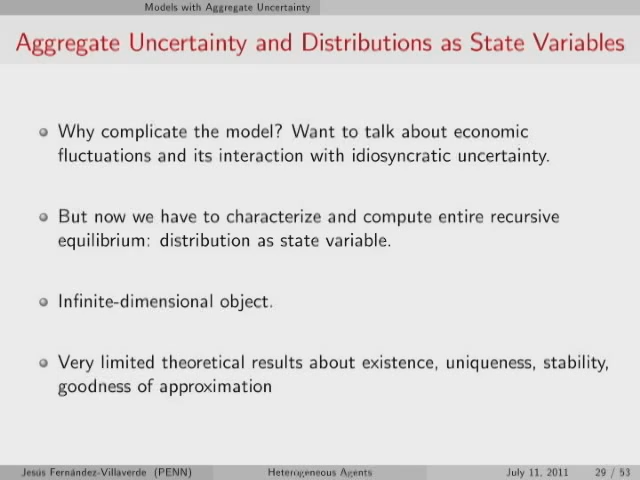 Models with Aggregate Uncertainty
Aggregate Uncertainty and Distributions as State Variables
Why complicate the model? Want to talk about economic
fluctuations and its interaction with idiosyncratic uncertainty.
But now we have to characterize and compute entire recursive
equilibrium: distribution as state variable.
Infinite-dimensional object.
Very limited theoretical results about existence, uniqueness, stability,
goodness of approximation
Jesús Fernández-Villaverde (PENN) Heterogeneous Agents July 11, 2011 29 / 53